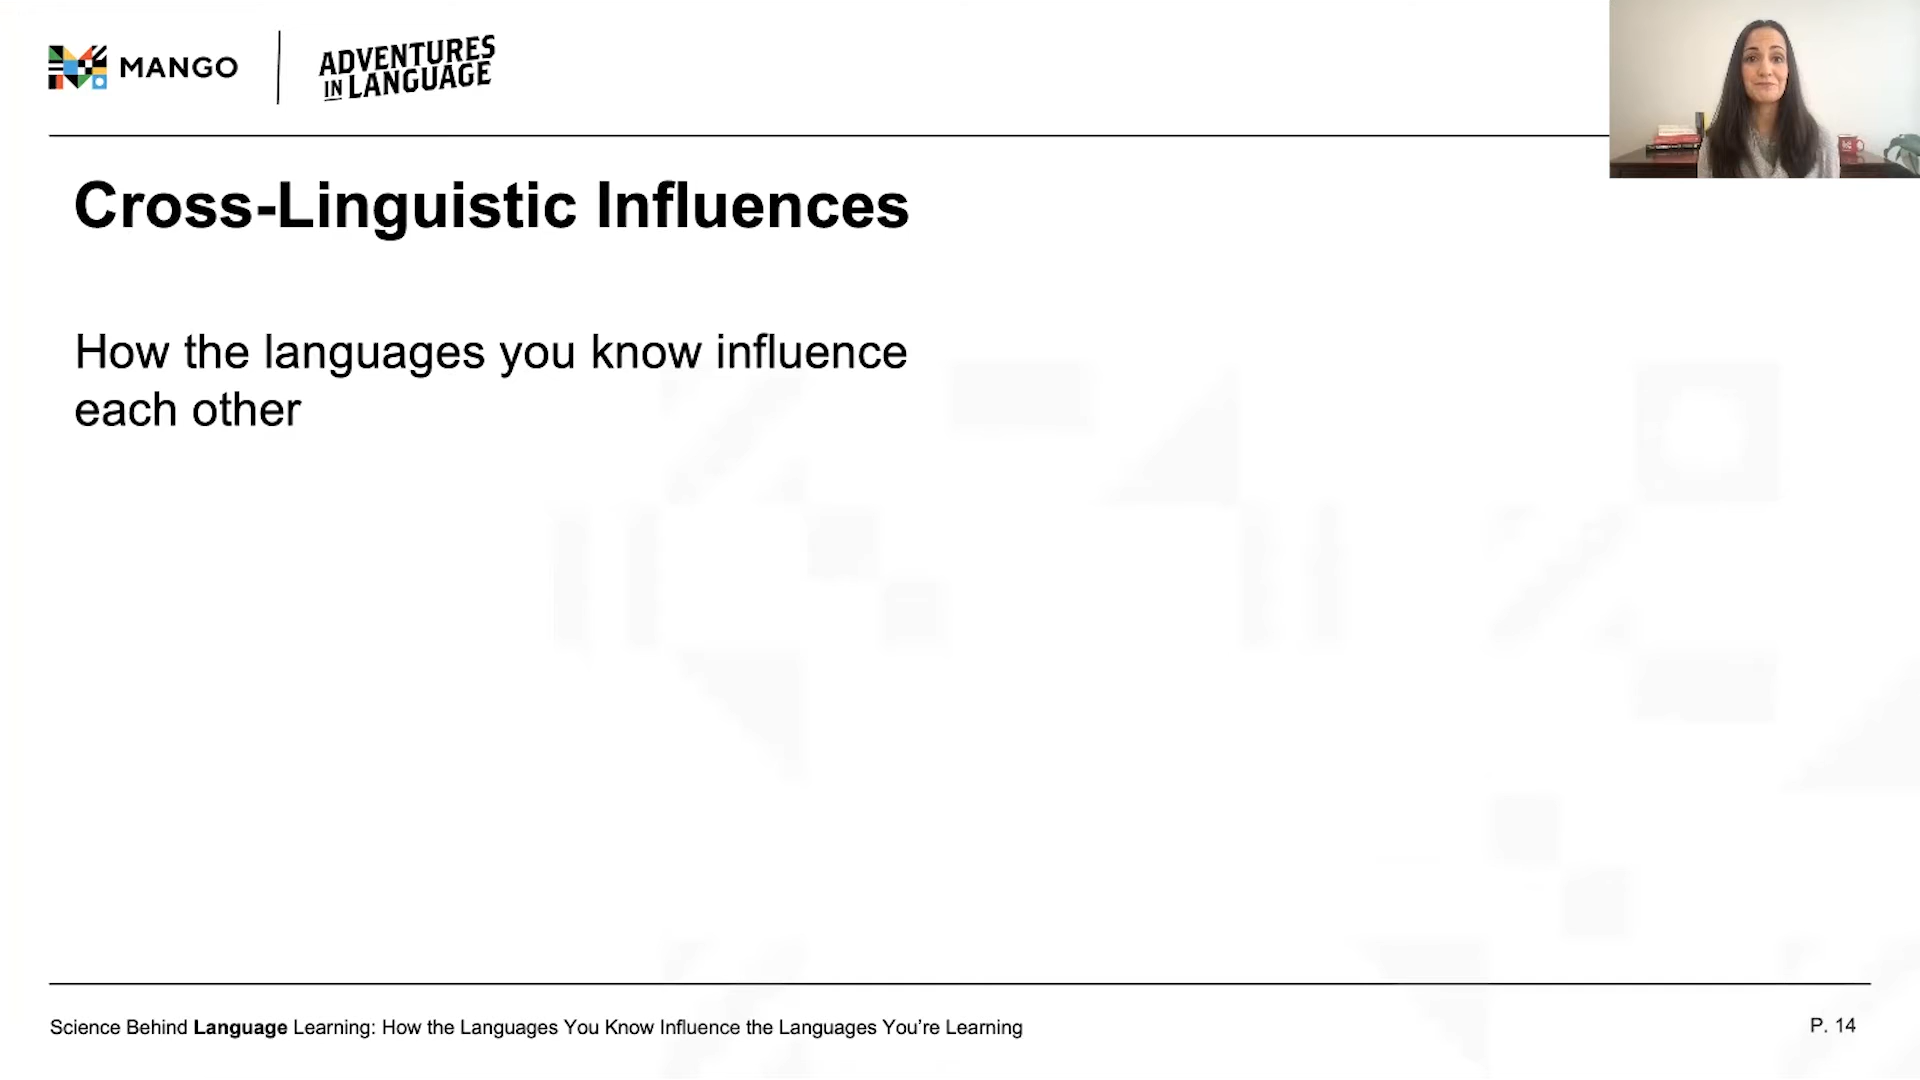 MANGO
ADVENTURES
IN LANGUAGE
Cross-Linguistic Influences
How the languages you know influence
each other
Science Behind Language Learning: How the Languages You Know Influence the Languages You’re Learning
P. 14